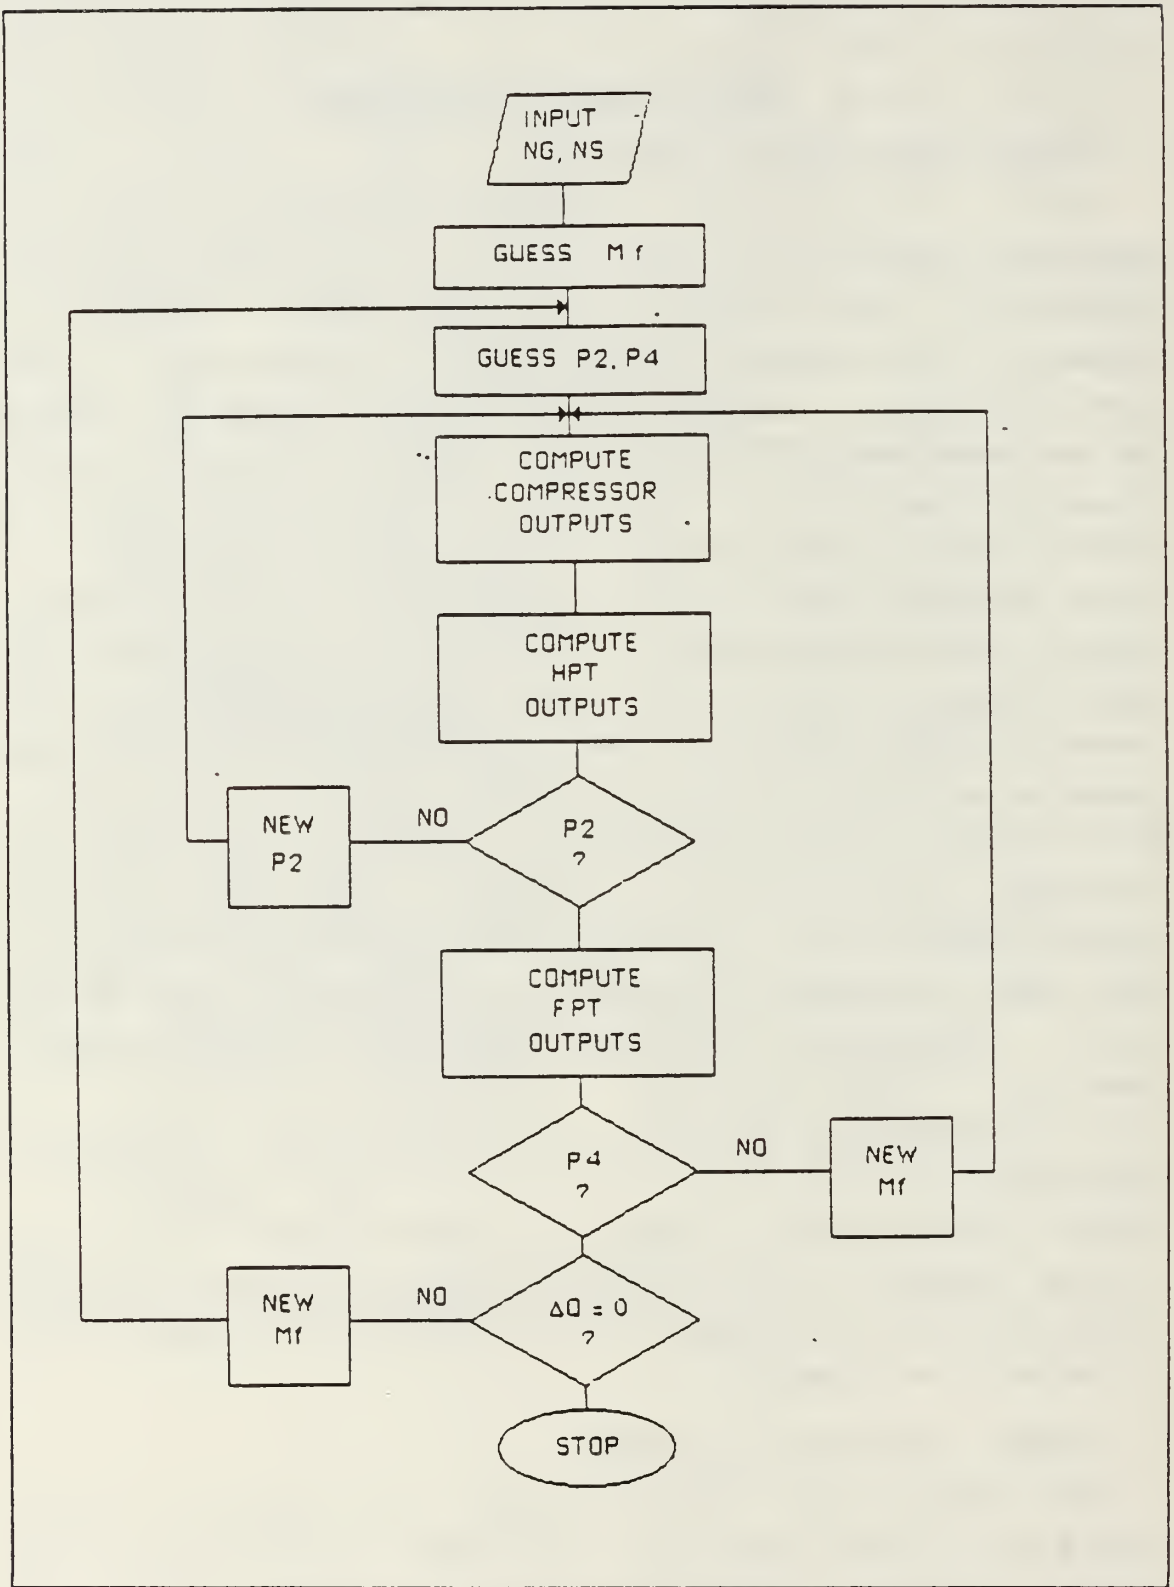 INPUT
NG, NS
GUESS Mf
GUESS P2, P4
COMPUTE
COMPRESSOR
OUTPUTS
COMPUTE
HPT
OUTPUTS
P2
?
NO
NEW
P2
COMPUTE
FPT
OUTPUTS
P4
?
NO
NEW
Mf
ΔQ = 0
?
NO
NEW
Mf
STOP